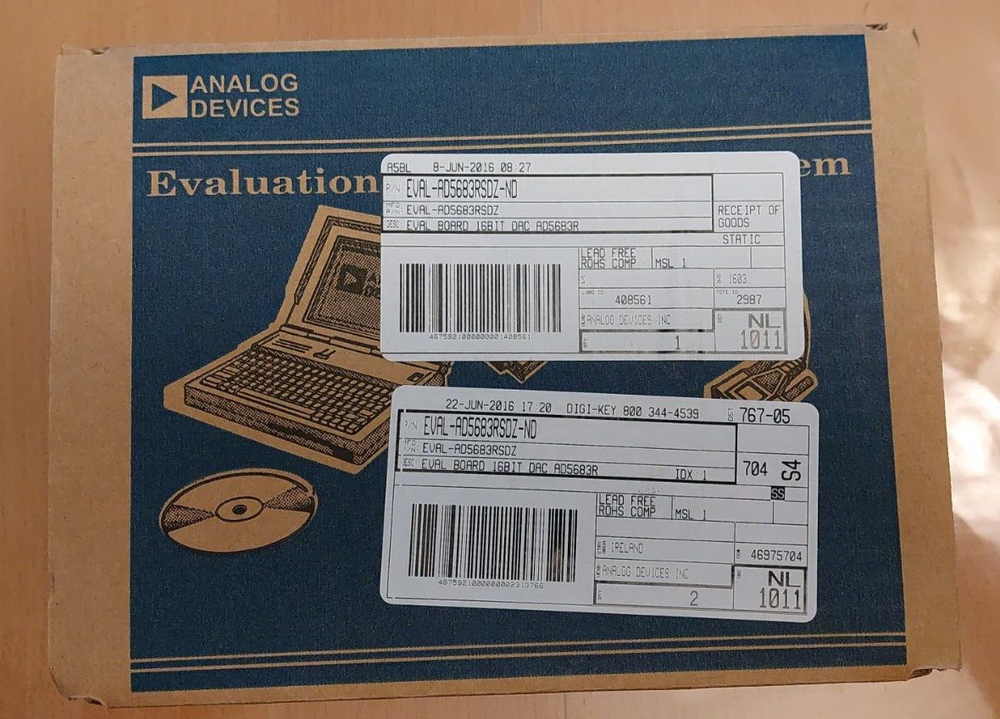 ANALOG
DEVICES
Evaluation
em
A5BL 8-JUN-2016 08 27
P/N: EVAL-AD5683RSDZ-ND
MFG P/N: EVAL-AD5683RSDZ
DESC EVAL BOARD 16BIT DAC AD5683R
RECEIPT OF
GOODS
STATIC
LEAD FREE
ROHS COMP
MSL 1
1603
408561
2987
ANALOG DEVICES INC
1
NL
1011
22-JUN-2016 17 20 DIGI-KEY 800 344-4539
767-05
P/N: EVAL-AD5683RSDZ-ND
MFG P/N: EVAL-AD5683RSDZ
DESC EVAL BOARD 16BIT DAC AD5683R IDX 1
704
S4
SS
LEAD FREE
ROHS COMP
MSL 1
IRELAND
46975704
ANALOG DEVICES INC
2
NL
1011